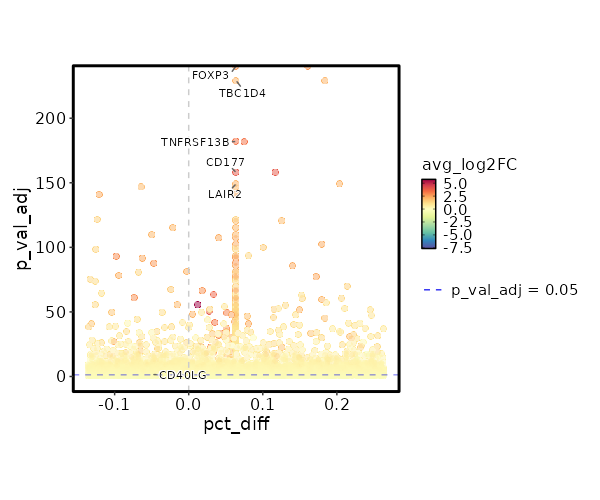 FOXP3
TBC1D4
TNFRSF13B
CD177
LAIR2
CD40LG
200
150
100
50
0
-0.1
0.0
0.1
0.2
pct_diff
p_val_adj
avg_log2FC
5.0
2.5
0.0
-2.5
-5.0
-7.5
p_val_adj = 0.05